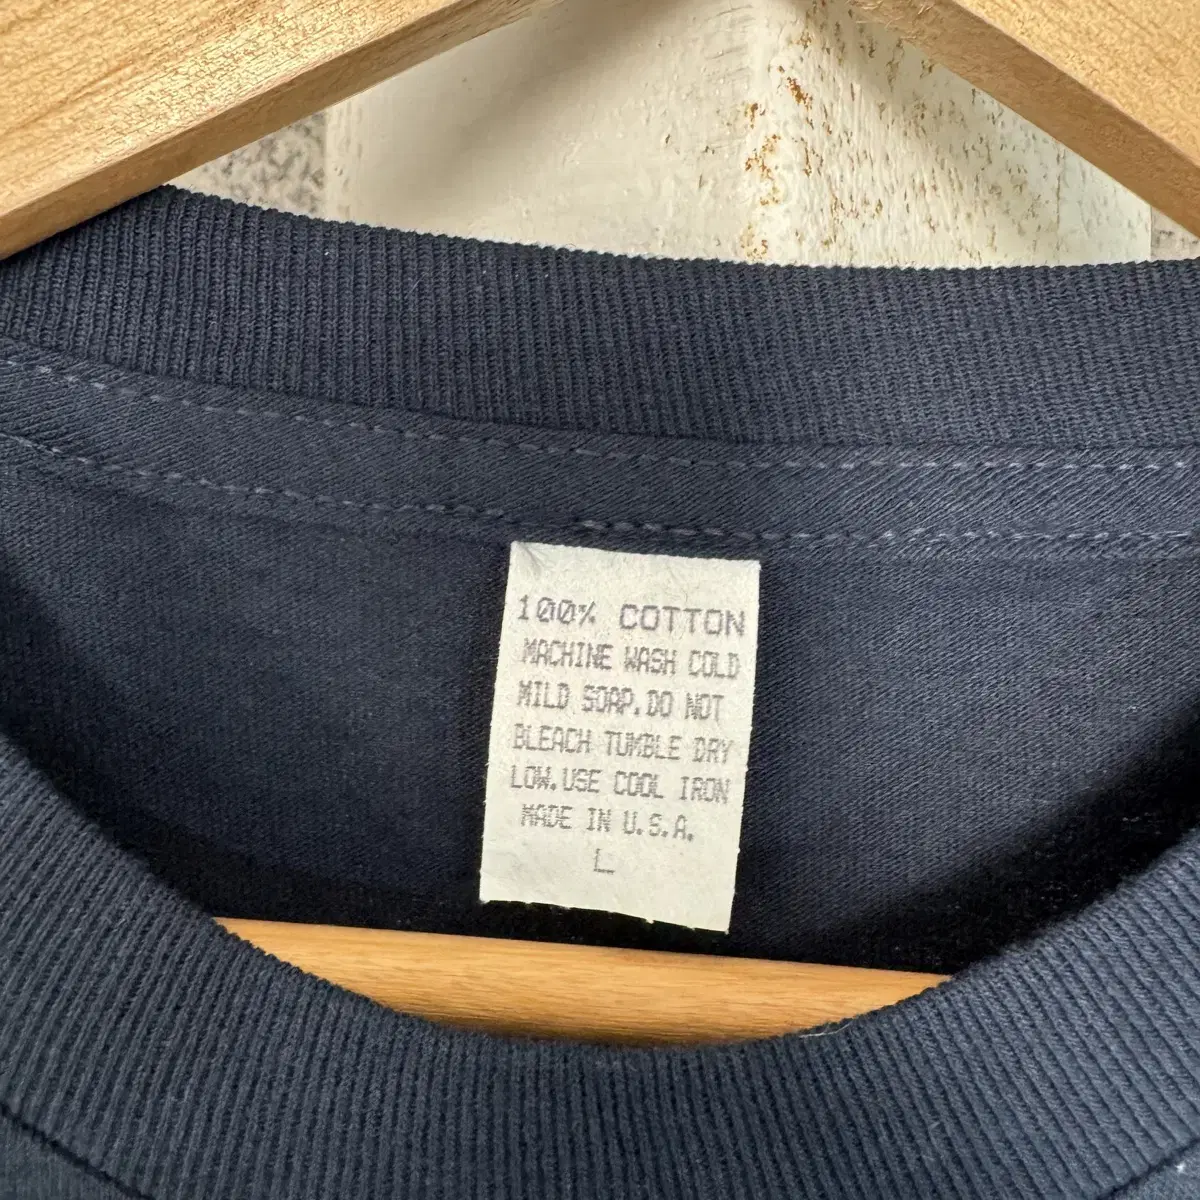 100% COTTON
MACHINE WASH COLD
MILD SOAP. DO NOT
BLEACH TUMBLE DRY
LOW. USE COOL IRON
MADE IN U.S.A.
L